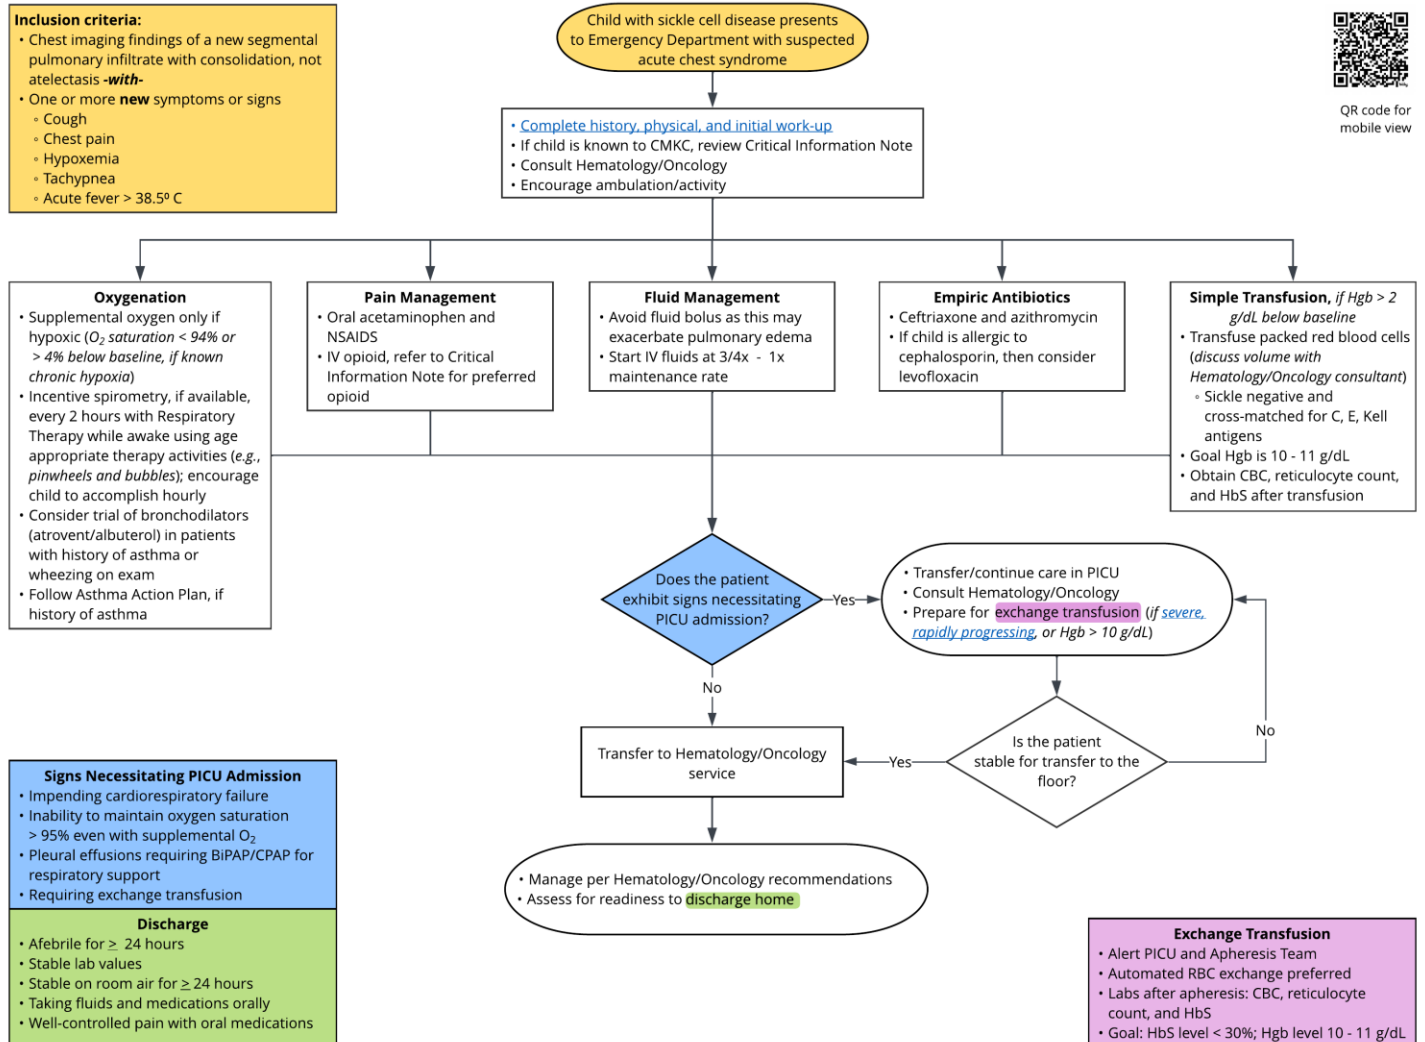 Inclusion criteria:
• Chest imaging findings of a new segmental
pulmonary infiltrate with consolidation, not
atelectasis -with-
• One or more new symptoms or signs
◦ Cough
◦ Chest pain
◦ Hypoxemia
◦ Tachypnea
◦ Acute fever > 38.5⁰ C
Child with sickle cell disease presents
to Emergency Department with suspected
acute chest syndrome
QR code for
mobile view
• Complete history, physical, and initial work-up
• If child is known to CMKC, review Critical Information Note
• Consult Hematology/Oncology
• Encourage ambulation/activity
Oxygenation
• Supplemental oxygen only if
hypoxic (O₂ saturation < 94% or
> 4% below baseline, if known
chronic hypoxia)
• Incentive spirometry, if available,
every 2 hours with Respiratory
Therapy while awake using age
appropriate therapy activities (e.g.,
pinwheels and bubbles); encourage
child to accomplish hourly
• Consider trial of bronchodilators
(atrovent/albuterol) in patients
with history of asthma or
wheezing on exam
• Follow Asthma Action Plan, if
history of asthma
Pain Management
• Oral acetaminophen and
NSAIDS
• IV opioid, refer to Critical
Information Note for preferred
opioid
Fluid Management
• Avoid fluid bolus as this may
exacerbate pulmonary edema
• Start IV fluids at 3/4x - 1x
maintenance rate
Empiric Antibiotics
• Ceftriaxone and azithromycin
• If child is allergic to
cephalosporin, then consider
levofloxacin
Simple Transfusion, if Hgb > 2
g/dL below baseline
• Transfuse packed red blood cells
(discuss volume with
Hematology/Oncology consultant)
◦ Sickle negative and
cross-matched for C, E, Kell
antigens
• Goal Hgb is 10 - 11 g/dL
• Obtain CBC, reticulocyte count,
and HbS after transfusion
Does the patient
exhibit signs necessitating
PICU admission?
Yes
• Transfer/continue care in PICU
• Consult Hematology/Oncology
• Prepare for exchange transfusion (if severe,
rapidly progressing, or Hgb > 10 g/dL)
No
Is the patient
stable for transfer to the
floor?
No
Yes
Transfer to Hematology/Oncology
service
• Manage per Hematology/Oncology recommendations
• Assess for readiness to discharge home
Signs Necessitating PICU Admission
• Impending cardiorespiratory failure
• Inability to maintain oxygen saturation
> 95% even with supplemental O₂
• Pleural effusions requiring BiPAP/CPAP for
respiratory support
• Requiring exchange transfusion
Discharge
• Afebrile for ≥ 24 hours
• Stable lab values
• Stable on room air for ≥ 24 hours
• Taking fluids and medications orally
• Well-controlled pain with oral medications
Exchange Transfusion
• Alert PICU and Apheresis Team
• Automated RBC exchange preferred
• Labs after apheresis: CBC, reticulocyte
count, and HbS
• Goal: HbS level < 30%; Hgb level 10 - 11 g/dL